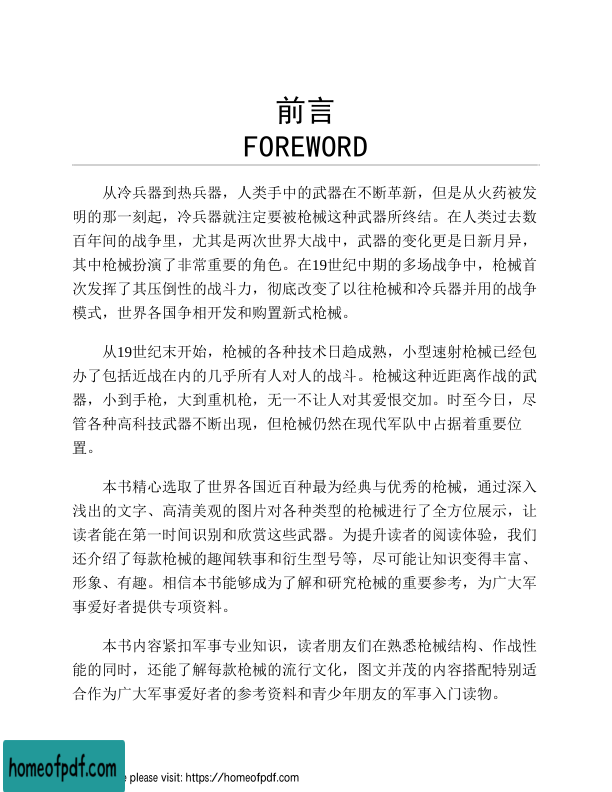 前言
FOREWORD
从冷兵器到热兵器，人类手中的武器在不断革新，但是从火药被发
明的那一刻起，冷兵器就注定要被枪械这种武器所终结。在人类过去数
百年间的战争里，尤其是两次世界大战中，武器的变化更是日新月异，
其中枪械扮演了非常重要的角色。在19世纪中期的多场战争中，枪械首
次发挥了其压倒性的战斗力，彻底改变了以往枪械和冷兵器并用的战争
模式，世界各国争相开发和购置新式枪械。
从19世纪末开始，枪械的各种技术日趋成熟，小型速射枪械已经包
办了包括近战在内的几乎所有人对人的战斗。枪械这种近距离作战的武
器，小到手枪，大到重机枪，无一不让人对其爱恨交加。时至今日，尽
管各种高科技武器不断出现，但枪械仍然在现代军队中占据着重要位
置。
本书精心选取了世界各国近百种最为经典与优秀的枪械，通过深入
浅出的文字、高清美观的图片对各种类型的枪械进行了全方位展示，让
读者能在第一时间识别和欣赏这些武器。为提升读者的阅读体验，我们
还介绍了每款枪械的趣闻轶事和衍生型号等，尽可能让知识变得丰富、
形象、有趣。相信本书能够成为了解和研究枪械的重要参考，为广大军
事爱好者提供专项资料。
本书内容紧扣军事专业知识，读者朋友们在熟悉枪械结构、作战性
能的同时，还能了解每款枪械的流行文化，图文并茂的内容搭配特别适
合作为广大军事爱好者的参考资料和青少年朋友的军事入门读物。
homeofpdf.com
e please visit: https://homeofpdf.com